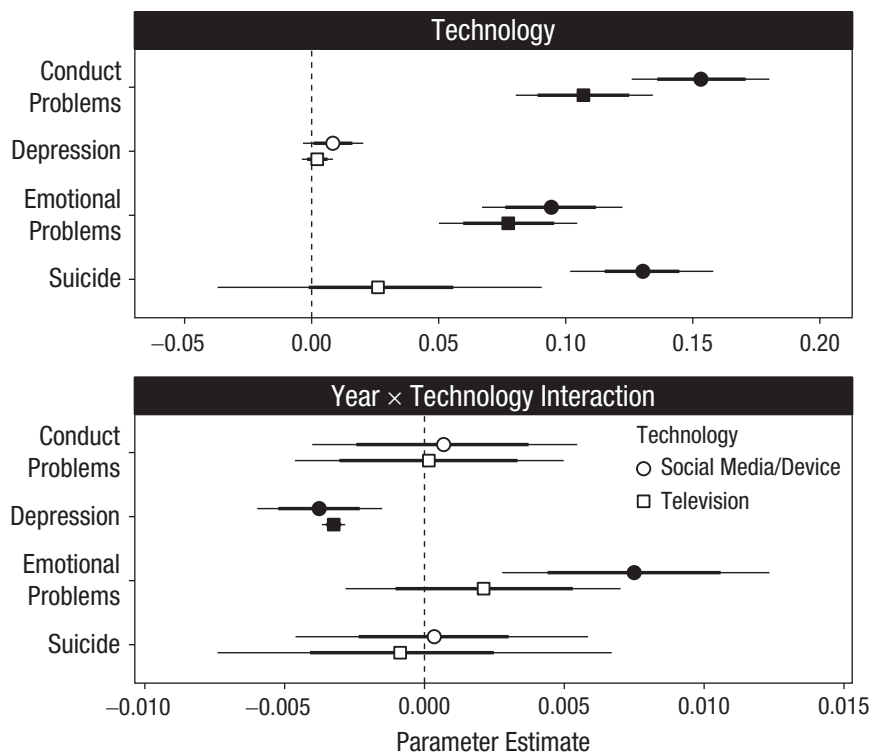 Technology
Conduct
Problems
Depression
Emotional
Problems
Suicide
−0.05 0.00 0.05 0.10 0.15 0.20
Year × Technology Interaction
Conduct
Problems
Depression
Emotional
Problems
Suicide
Technology
Social Media/Device
Television
−0.010 −0.005 0.000 0.005 0.010 0.015
Parameter Estimate